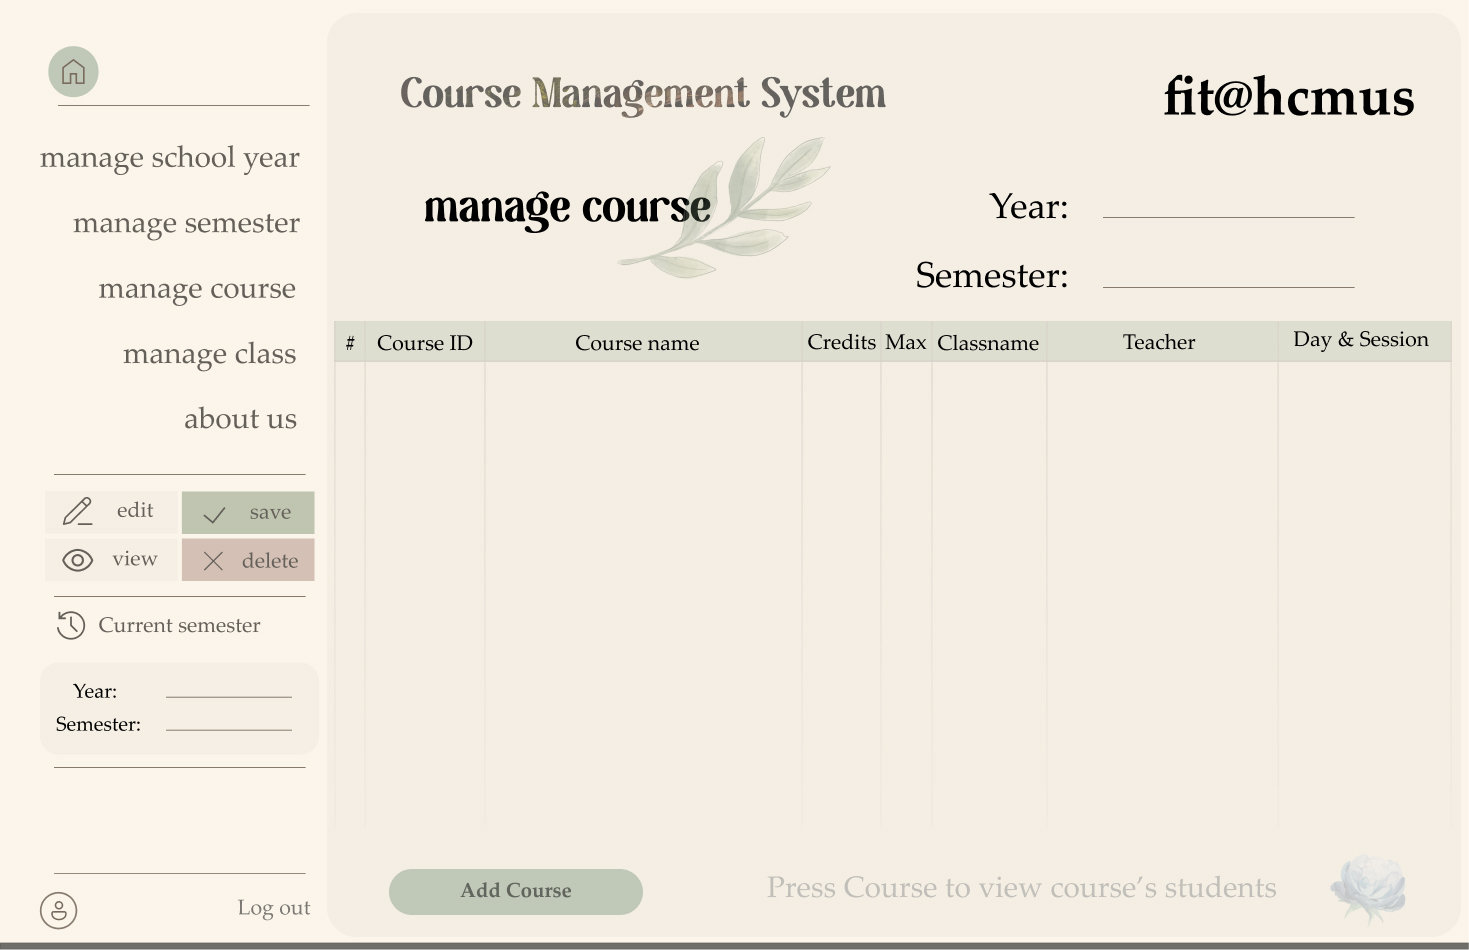 manage school year
manage semester
manage course
manage class
about us
edit
save
view
delete
Current semester
Year:
Semester:
Log out
Course Management System
fit@hcmus
manage course
Year:
Semester:
# Course ID Course name Credits Max Classname Teacher Day & Session
Add Course
Press Course to view course’s students